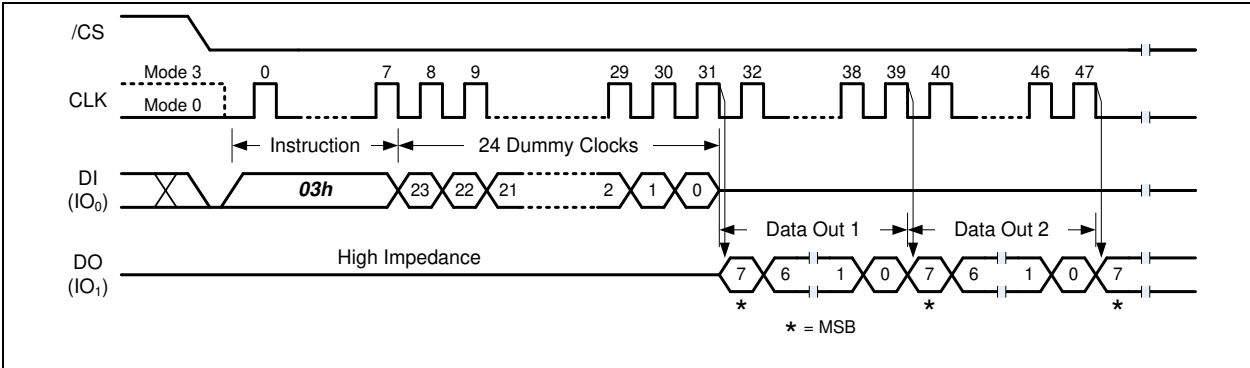 /CS
Mode 3
0 7 8 9 29 30 31 32 38 39 40 46 47
CLK
Mode 0
Instruction 24 Dummy Clocks
DI
(IO0)
03h 23 22 21 2 1 0
Data Out 1 Data Out 2
High Impedance
DO
(IO1)
7 6 1 0 7 6 1 0 7
* * *
* = MSB